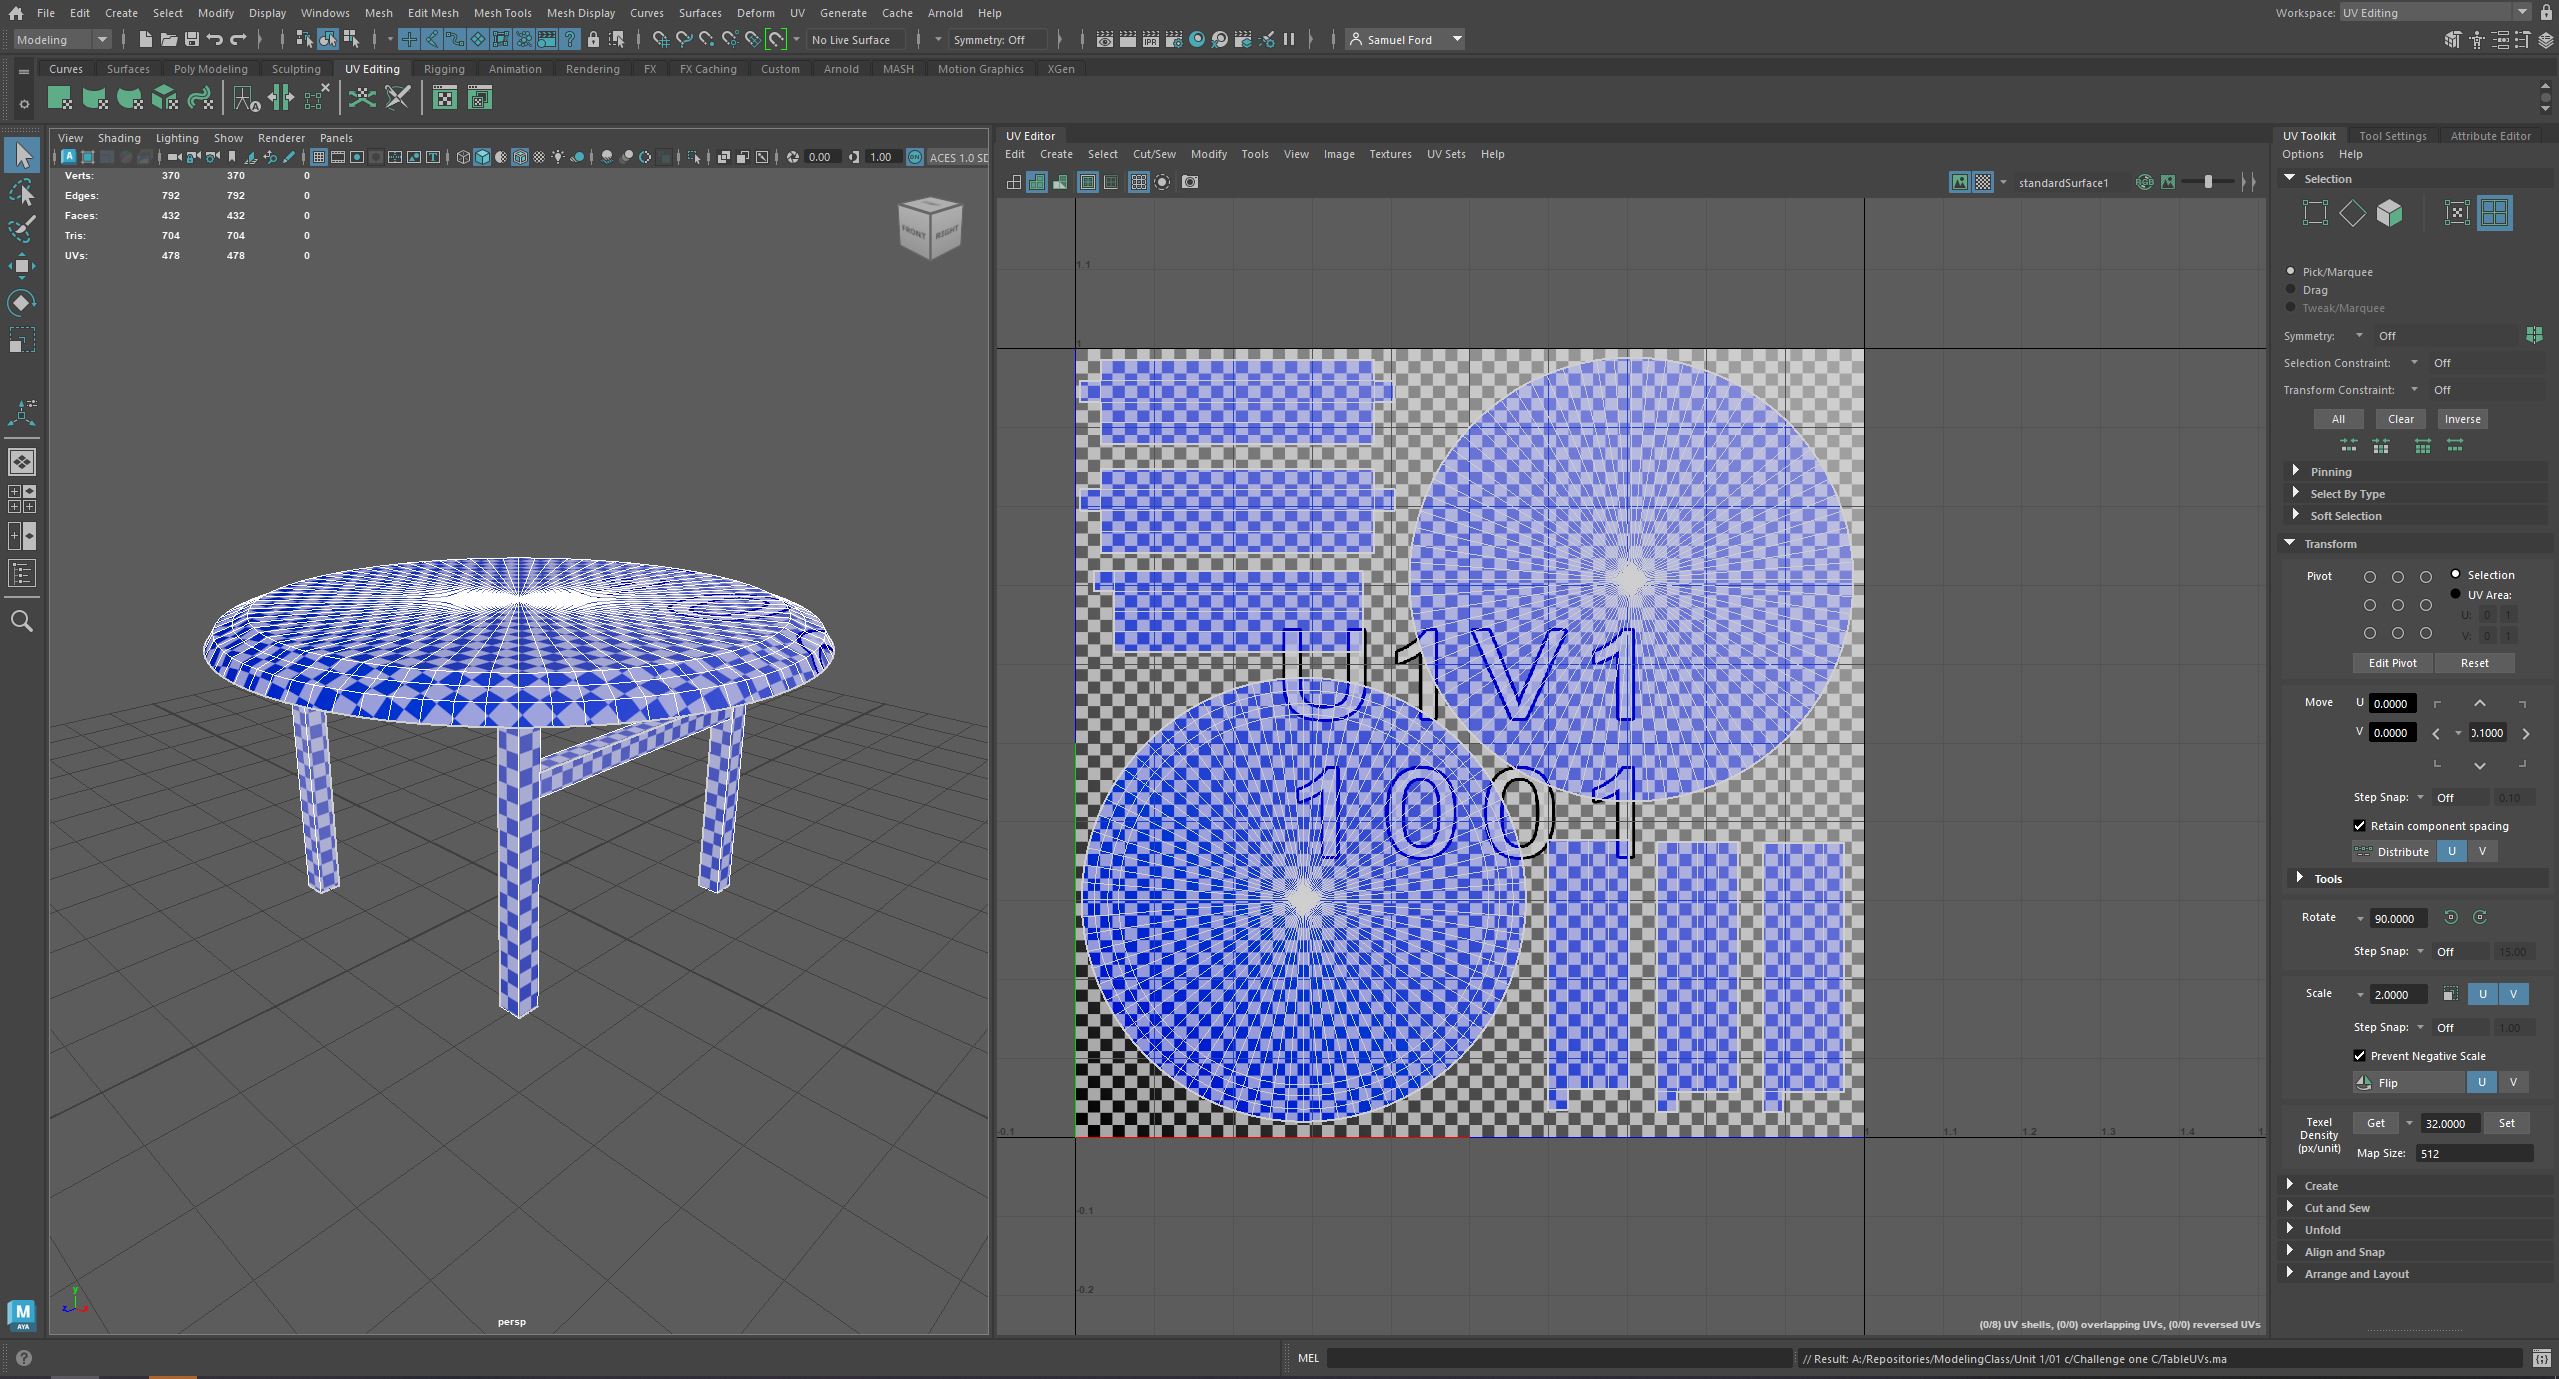 File Edit Create Select Modify Display Windows Mesh Edit Mesh Mesh Tools Mesh Display Curves Surfaces Deform UV Generate Cache Arnold Help
Workspace: UV Editing
Modeling
No Live Surface
Symmetry: Off
Samuel Ford
Curves Surfaces Poly Modeling Sculpting UV Editing Rigging Animation Rendering FX FX Caching Custom Arnold MASH Motion Graphics XGen
View Shading Lighting Show Renderer Panels
0.00 1.00 ACES 1.0 SD
Verts: 370 370 0
Edges: 792 792 0
Faces: 432 432 0
Tris: 704 704 0
UVs: 478 478 0
FRONT RIGHT
persp
UV Editor
Edit Create Select Cut/Sew Modify Tools View Image Textures UV Sets Help
standardSurface1
1.1
1
U1V1
1001
-0.1
1 1.1 1.2 1.3 1.4
-0.1
-0.2
(0/8) UV shells, (0/0) overlapping UVs, (0/0) reversed UVs
UV Toolkit Tool Settings Attribute Editor
Options Help
Selection
Pick/Marquee
Drag
Tweak/Marquee
Symmetry: Off
Selection Constraint: Off
Transform Constraint: Off
All Clear Inverse
Pinning
Select By Type
Soft Selection
Transform
Pivot Selection
UV Area:
U: 0 1
V: 0 1
Edit Pivot Reset
Move U 0.0000
V 0.0000 0.1000
Step Snap: Off 0.10
Retain component spacing
Distribute U V
Tools
Rotate 90.0000
Step Snap: Off 15.00
Scale 2.0000 U V
Step Snap: Off 1.00
Prevent Negative Scale
Flip U V
Texel Density (px/unit) Get 32.0000 Set
Map Size: 512
Create
Cut and Sew
Unfold
Align and Snap
Arrange and Layout
M
AYA
MEL
// Result: A:/Repositories/ModelingClass/Unit 1/01 c/Challenge one C/TableUVs.ma